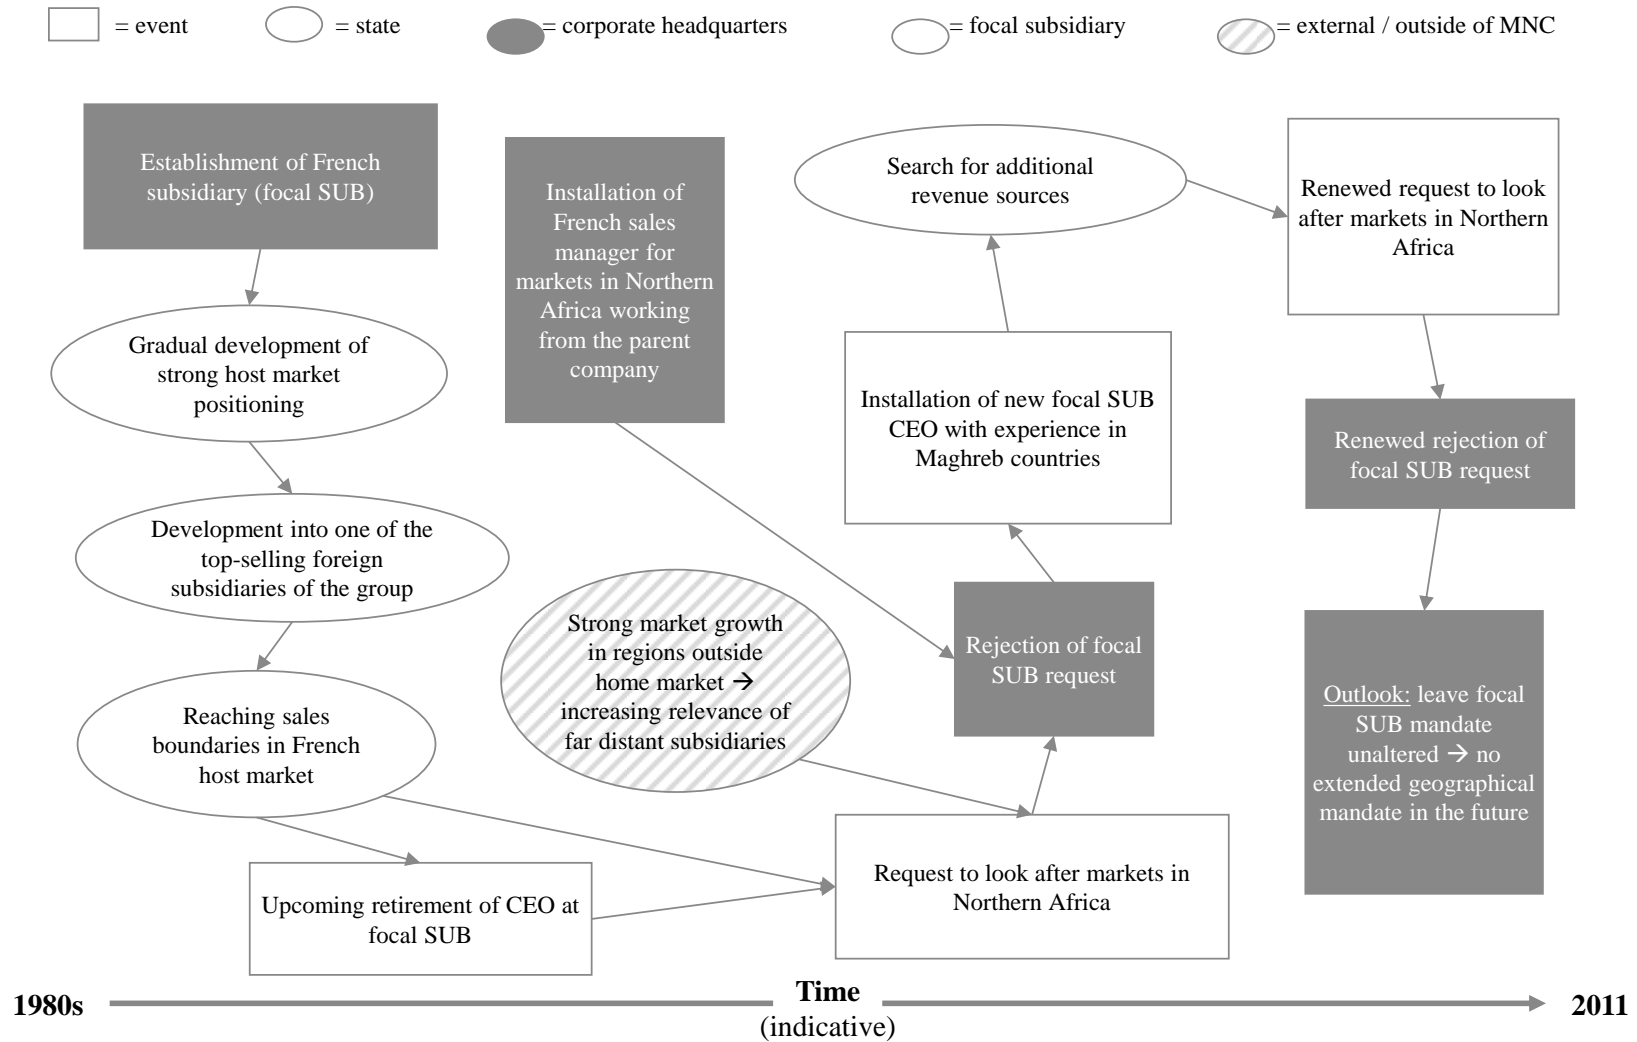 = event
= state
= corporate headquarters
= focal subsidiary
= external / outside of MNC
Establishment of French
subsidiary (focal SUB)
Gradual development of
strong host market
positioning
Development into one of the
top-selling foreign
subsidiaries of the group
Reaching sales
boundaries in French
host market
Upcoming retirement of CEO at
focal SUB
Installation of
French sales
manager for
markets in Northern
Africa working
from the parent
company
Strong market growth
in regions outside
home market →
increasing relevance of
far distant subsidiaries
Request to look after markets in
Northern Africa
Rejection of focal
SUB request
Installation of new focal SUB
CEO with experience in
Maghreb countries
Search for additional
revenue sources
Renewed request to look
after markets in Northern
Africa
Renewed rejection of
focal SUB request
Outlook: leave focal
SUB mandate
unaltered → no
extended geographical
mandate in the future
1980s
Time
(indicative)
2011